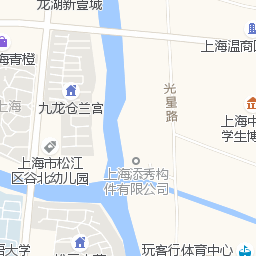 龙湖新壹城
上海温商
海青橙
光星路
九龙仓兰宫
上海
上海中
学生博
上海市松江
区谷北幼儿园
上海添秀构
件有限公司
语大学
玩客行体育中心